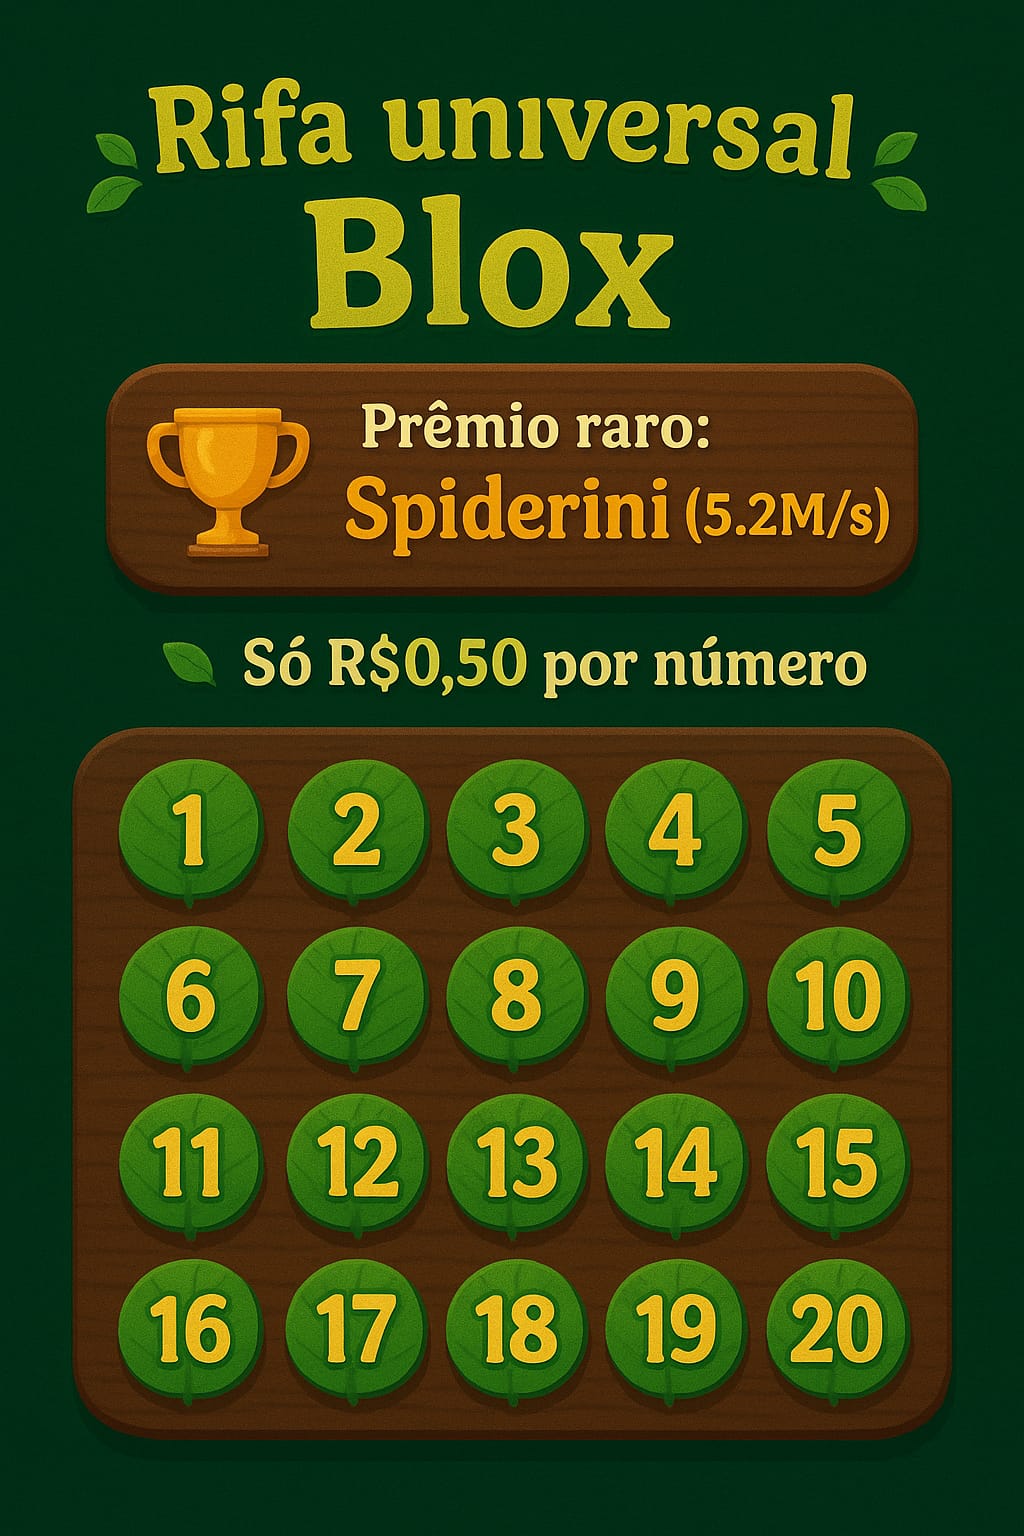 Rifa universal
Blox
Prêmio raro:
Spiderini (5.2M/s)
Só R$0,50 por número
1 2 3 4 5
6 7 8 9 10
11 12 13 14 15
16 17 18 19 20